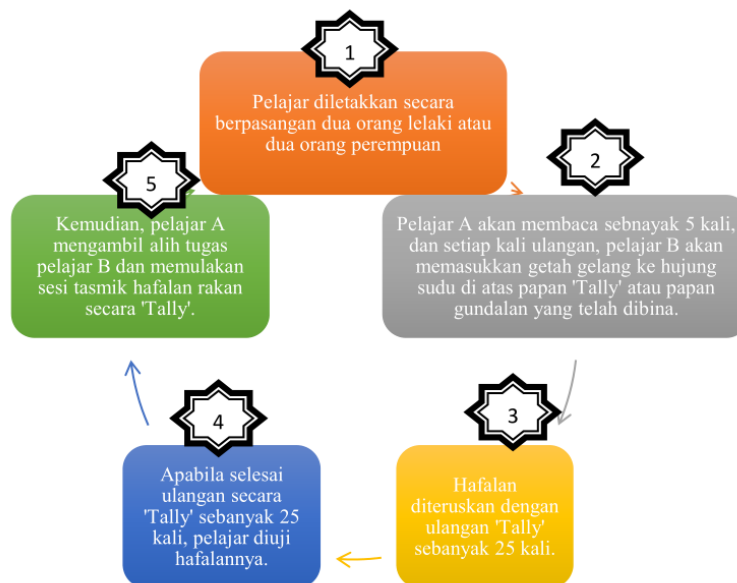 1
Pelajar diletakkan secara
berpasangan dua orang lelaki atau
dua orang perempuan
2
Pelajar A akan membaca sebnayak 5 kali,
dan setiap kali ulangan, pelajar B akan
memasukkan getah gelang ke hujung
sudu di atas papan 'Tally' atau papan
gundalan yang telah dibina.
3
Hafalan
diteruskan dengan
ulangan 'Tally'
sebanyak 25 kali.
4
Apabila selesai
ulangan secara
'Tally' sebanyak 25
kali, pelajar diuji
hafalannya.
5
Kemudian, pelajar A
mengambil alih tugas
pelajar B dan memulakan
sesi tasmik hafalan rakan
secara 'Tally'.